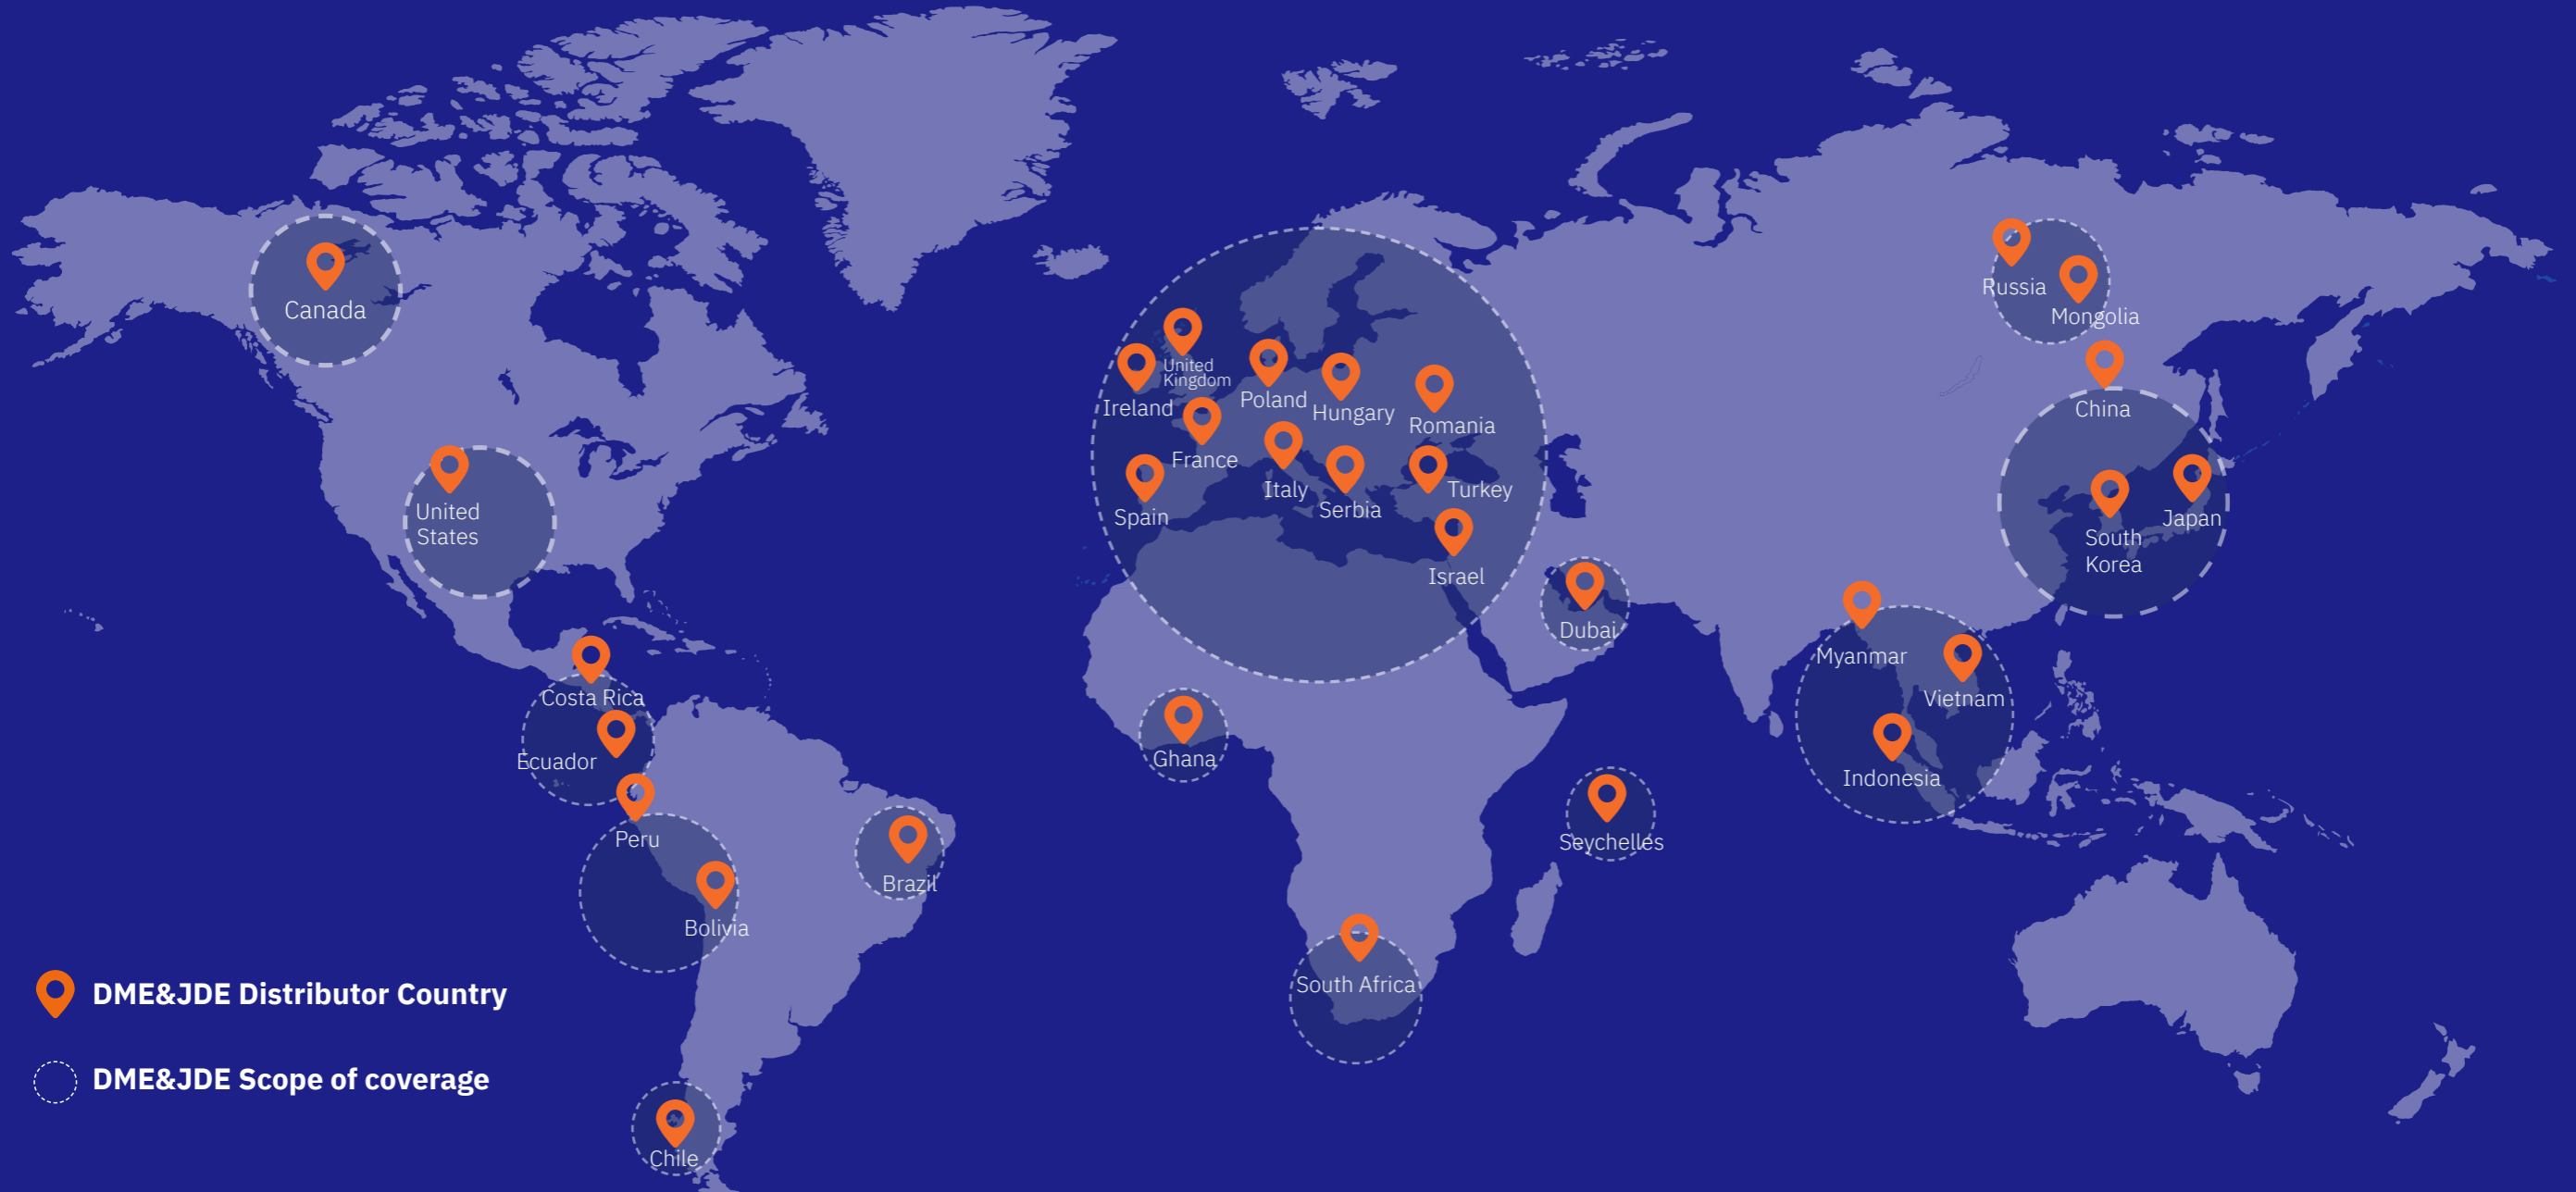 Canada
Russia
Mongolia
United
Kingdom
Ireland
Poland
Hungary
Romania
China
France
Italy
Serbia
Turkey
Spain
United
States
Israel
South
Korea
Japan
Dubai
Myanmar
Vietnam
Costa Rica
Ecuador
Ghana
Indonesia
Peru
Seychelles
Brazil
Bolivia
South Africa
DME&JDE Distributor Country
DME&JDE Scope of coverage
Chile